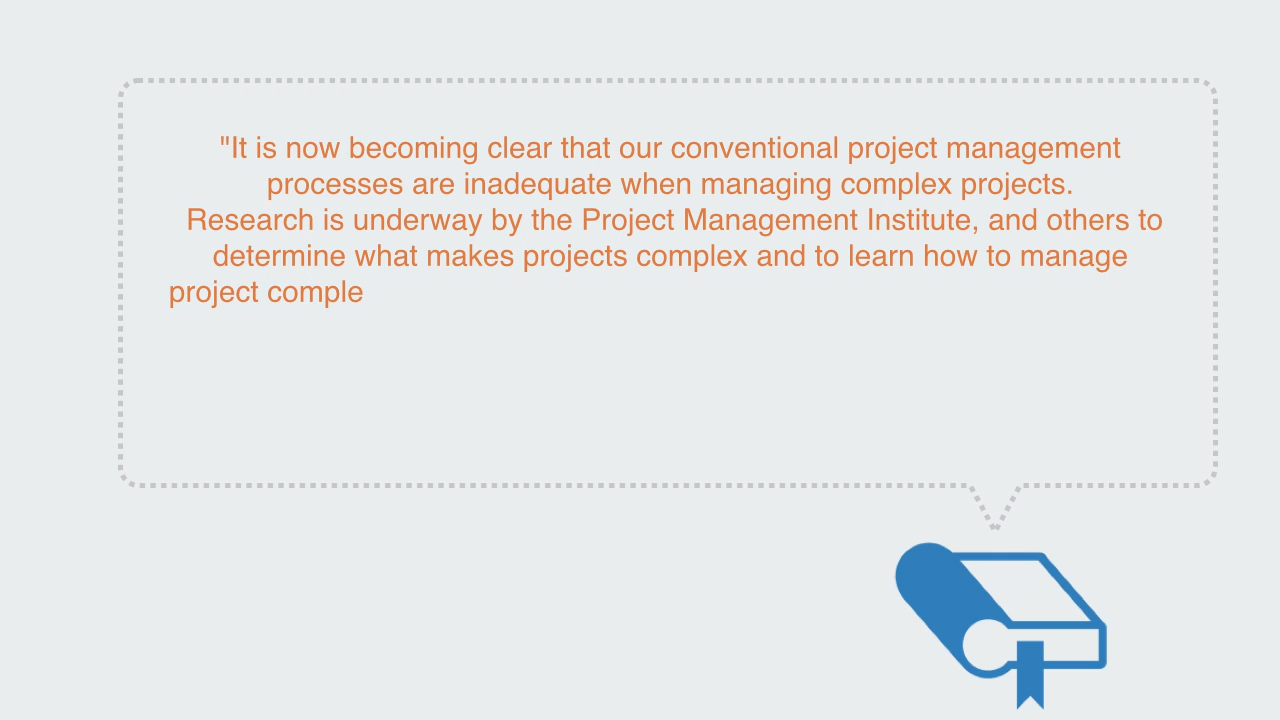 "It is now becoming clear that our conventional project management
processes are inadequate when managing complex projects.
Research is underway by the Project Management Institute, and others to
determine what makes projects complex and to learn how to manage
project comple